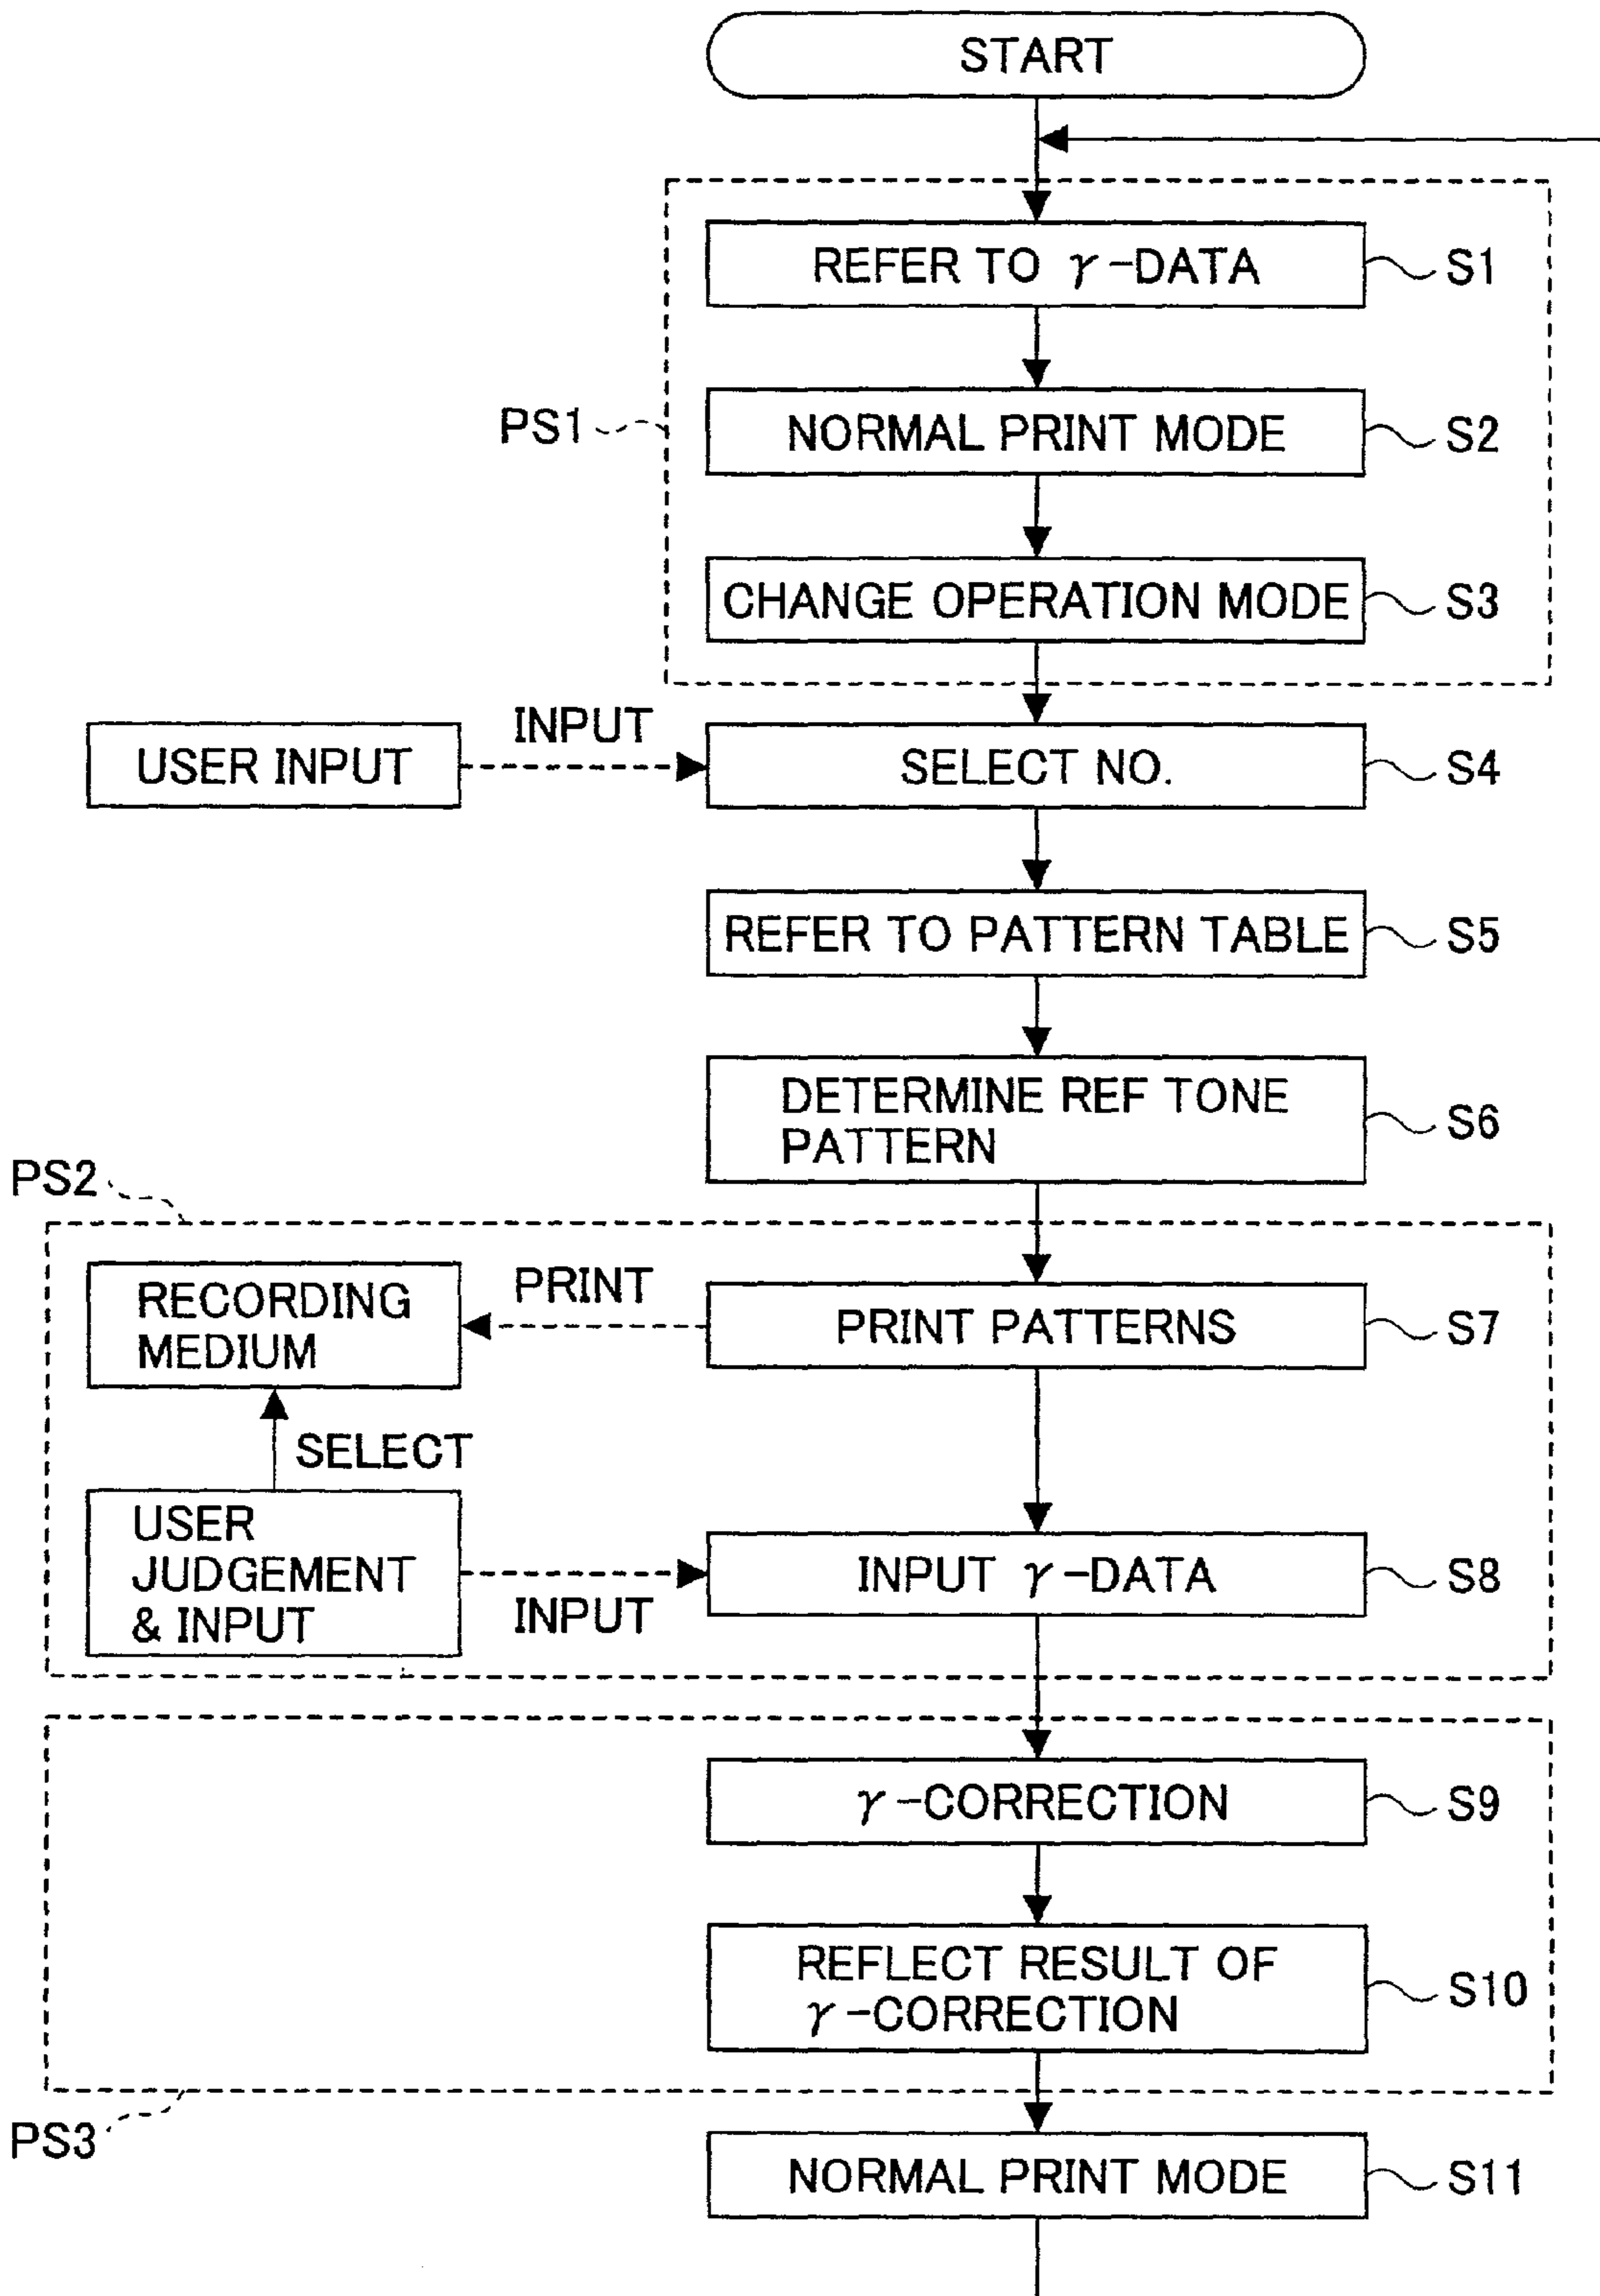 START
REFER TO γ-DATA
S1
PS1
NORMAL PRINT MODE
S2
CHANGE OPERATION MODE
S3
USER INPUT
INPUT
SELECT NO.
S4
REFER TO PATTERN TABLE
S5
DETERMINE REF TONE
PATTERN
S6
PS2
RECORDING
MEDIUM
PRINT
PRINT PATTERNS
S7
SELECT
USER
JUDGEMENT
& INPUT
INPUT
INPUT γ-DATA
S8
γ-CORRECTION
S9
REFLECT RESULT OF
γ-CORRECTION
S10
PS3
NORMAL PRINT MODE
S11